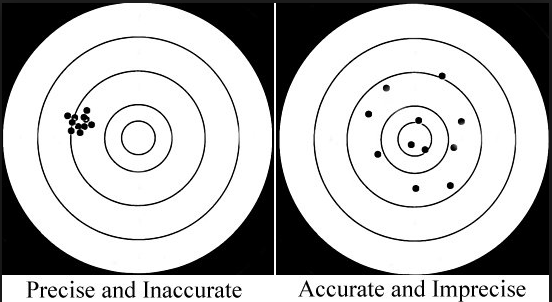 Precise and Inaccurate
Accurate and Imprecise